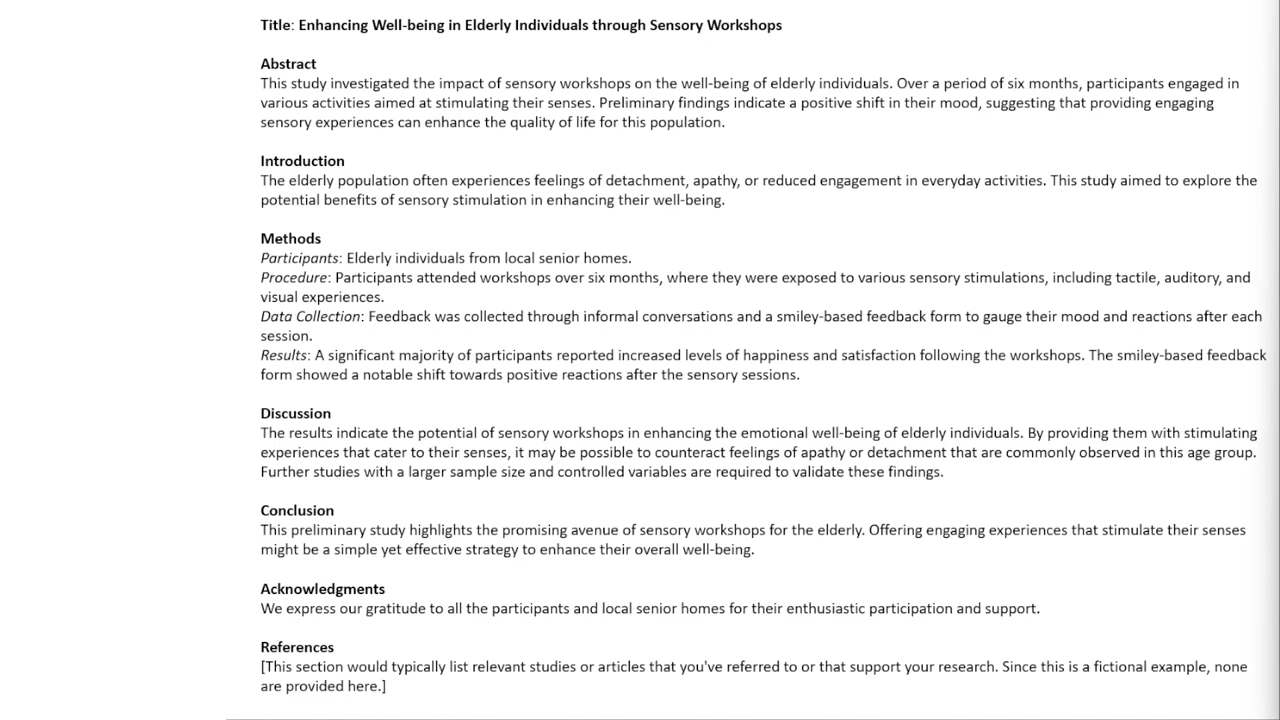 Title: Enhancing Well-being in Elderly Individuals through Sensory Workshops
Abstract
This study investigated the impact of sensory workshops on the well-being of elderly individuals. Over a period of six months, participants engaged in
various activities aimed at stimulating their senses. Preliminary findings indicate a positive shift in their mood, suggesting that providing engaging
sensory experiences can enhance the quality of life for this population.
Introduction
The elderly population often experiences feelings of detachment, apathy, or reduced engagement in everyday activities. This study aimed to explore the
potential benefits of sensory stimulation in enhancing their well-being.
Methods
Participants: Elderly individuals from local senior homes.
Procedure: Participants attended workshops over six months, where they were exposed to various sensory stimulations, including tactile, auditory, and
visual experiences.
Data Collection: Feedback was collected through informal conversations and a smiley-based feedback form to gauge their mood and reactions after each
session.
Results: A significant majority of participants reported increased levels of happiness and satisfaction following the workshops. The smiley-based feedback
form showed a notable shift towards positive reactions after the sensory sessions.
Discussion
The results indicate the potential of sensory workshops in enhancing the emotional well-being of elderly individuals. By providing them with stimulating
experiences that cater to their senses, it may be possible to counteract feelings of apathy or detachment that are commonly observed in this age group.
Further studies with a larger sample size and controlled variables are required to validate these findings.
Conclusion
This preliminary study highlights the promising avenue of sensory workshops for the elderly. Offering engaging experiences that stimulate their senses
might be a simple yet effective strategy to enhance their overall well-being.
Acknowledgments
We express our gratitude to all the participants and local senior homes for their enthusiastic participation and support.
References
[This section would typically list relevant studies or articles that you've referred to or that support your research. Since this is a fictional example, none
are provided here.]